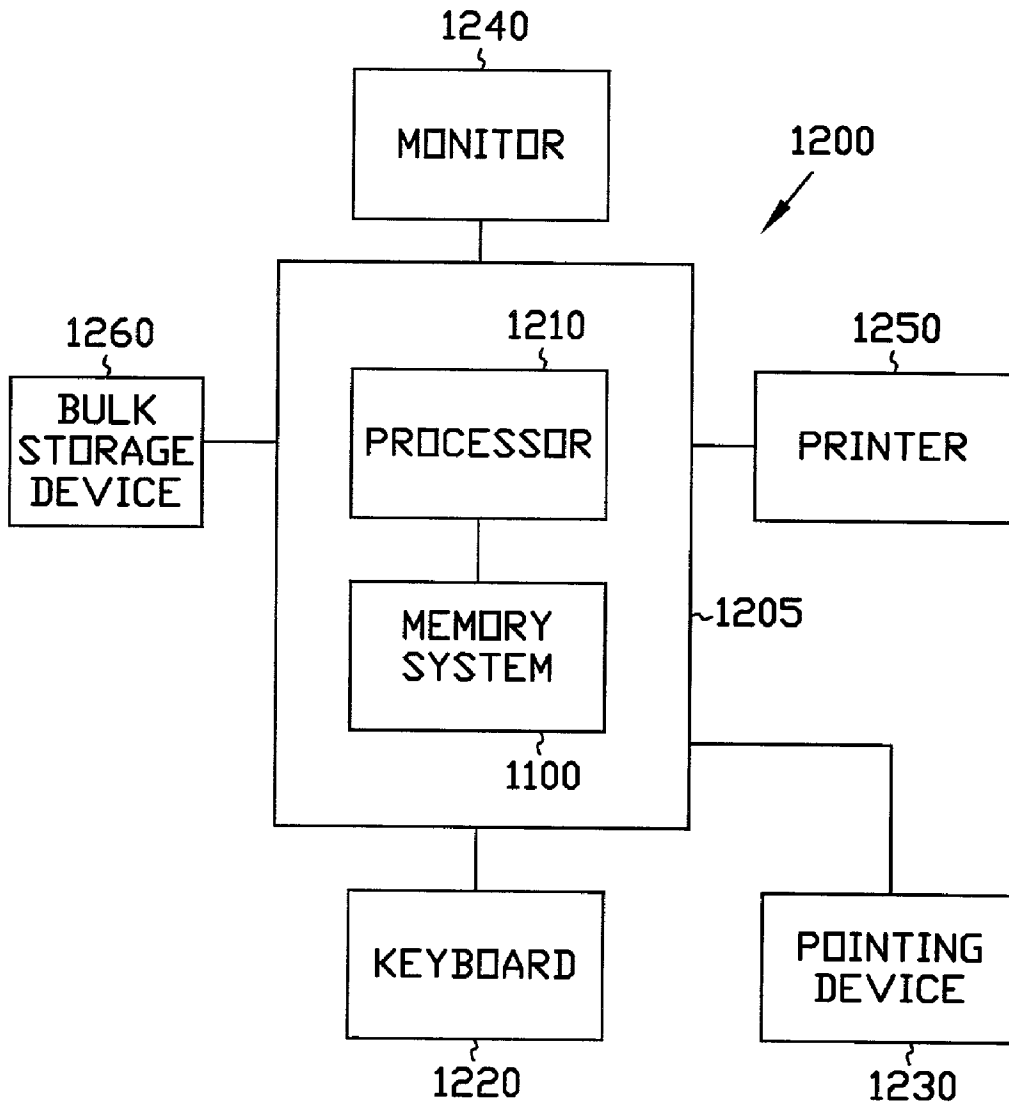 1240
MONITOR
1200
1260
BULK
STORAGE
DEVICE
1210
PROCESSOR
1250
PRINTER
MEMORY
SYSTEM
1205
1100
KEYBOARD
1220
POINTING
DEVICE
1230